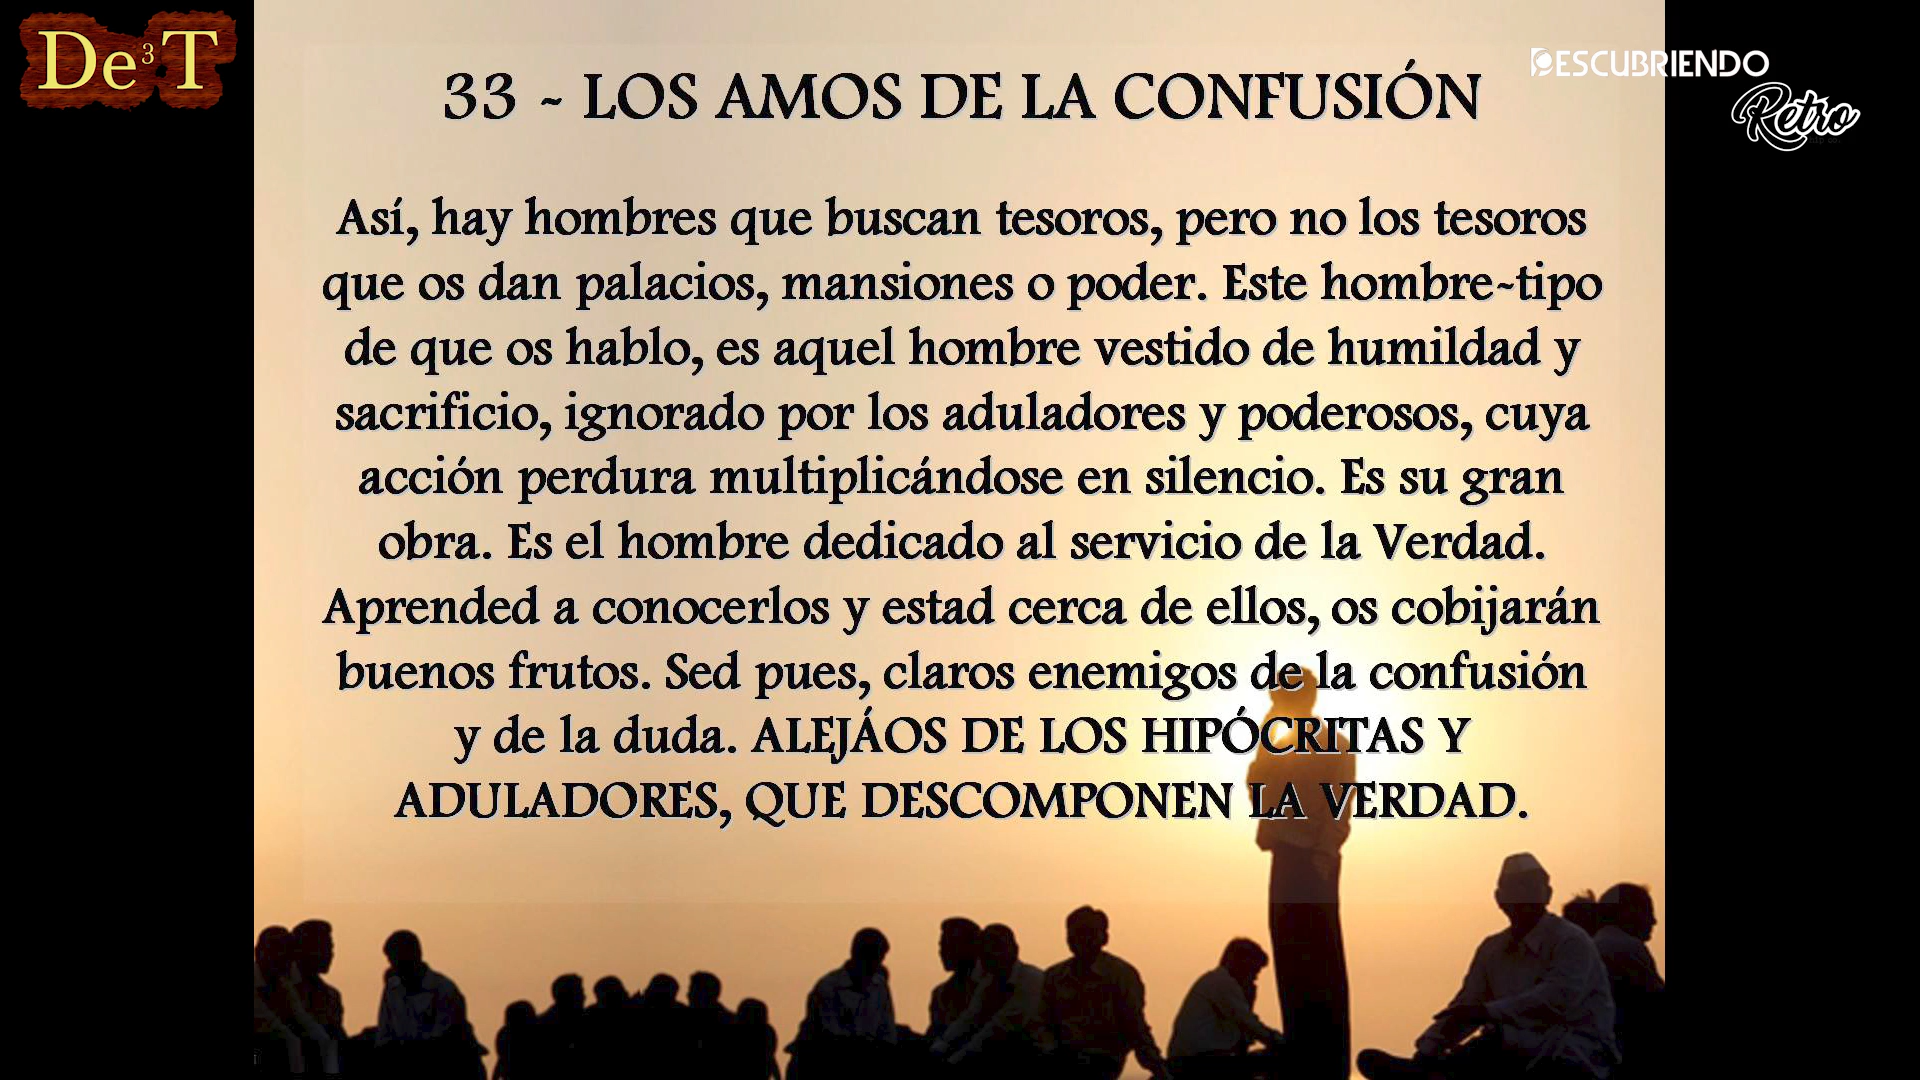 De³T
DESCUBRIENDO
Retro
33 - LOS AMOS DE LA CONFUSIÓN
Así, hay hombres que buscan tesoros, pero no los tesoros
que os dan palacios, mansiones o poder. Este hombre-tipo
de que os hablo, es aquel hombre vestido de humildad y
sacrificio, ignorado por los aduladores y poderosos, cuya
acción perdura multiplicándose en silencio. Es su gran
obra. Es el hombre dedicado al servicio de la Verdad.
Aprended a conocerlos y estad cerca de ellos, os cobijarán
buenos frutos. Sed pues, claros enemigos de la confusión
y de la duda. ALEJÁOS DE LOS HIPÓCRITAS Y
ADULADORES, QUE DESCOMPONEN LA VERDAD.